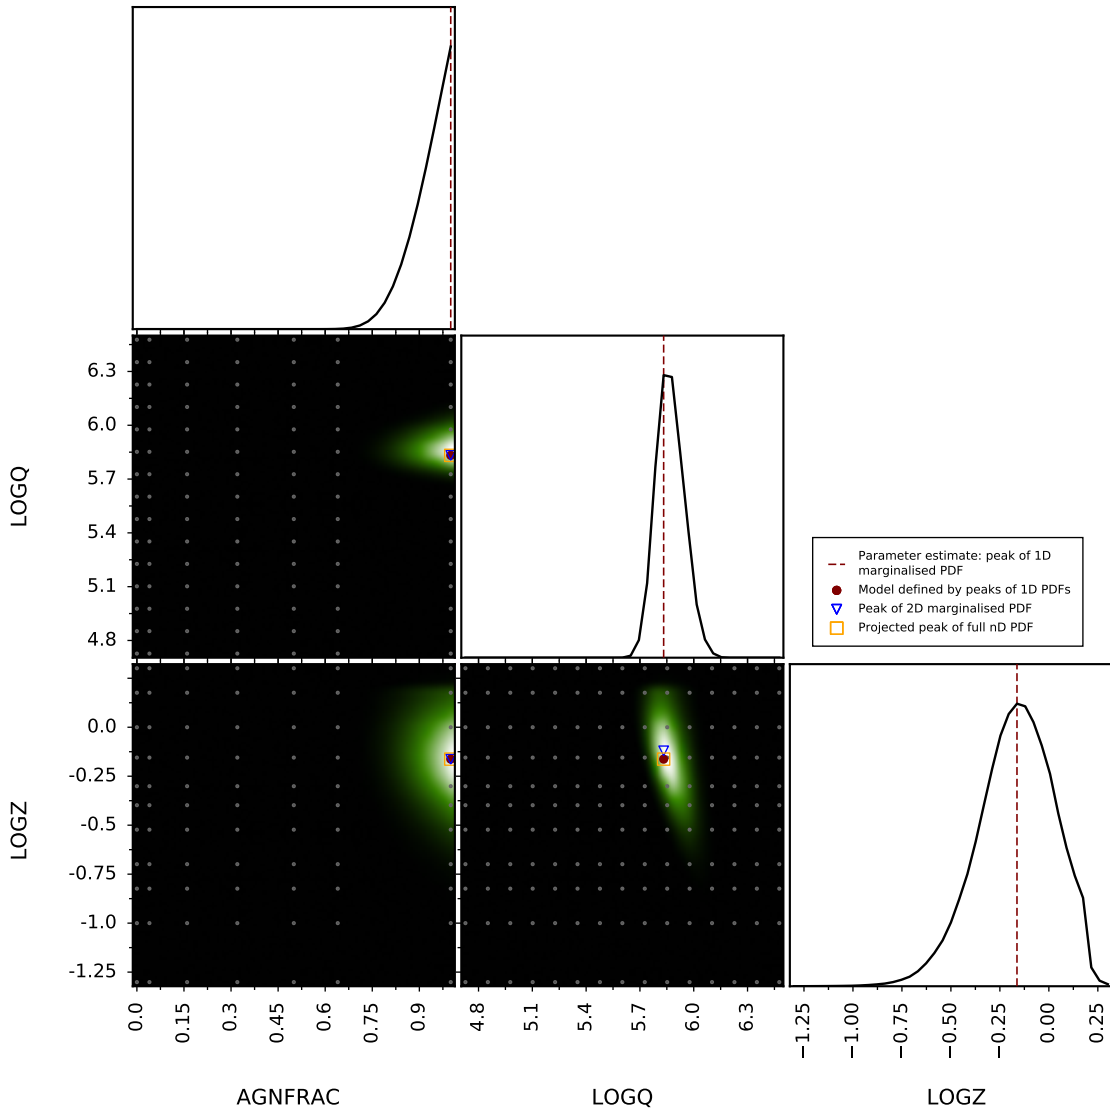 6.3
6.0
5.7
5.4
5.1
4.8
LOGQ
Parameter estimate: peak of 1D
marginalised PDF
Model defined by peaks of 1D PDFs
Peak of 2D marginalised PDF
Projected peak of full nD PDF
0.0
-0.25
-0.5
-0.75
-1.0
-1.25
LOGZ
0.0 0.15 0.3 0.45 0.6 0.75 0.9
4.8 5.1 5.4 5.7 6.0 6.3
−1.25 −1.00 −0.75 −0.50 −0.25 0.00 0.25
AGNFRAC LOGQ LOGZ